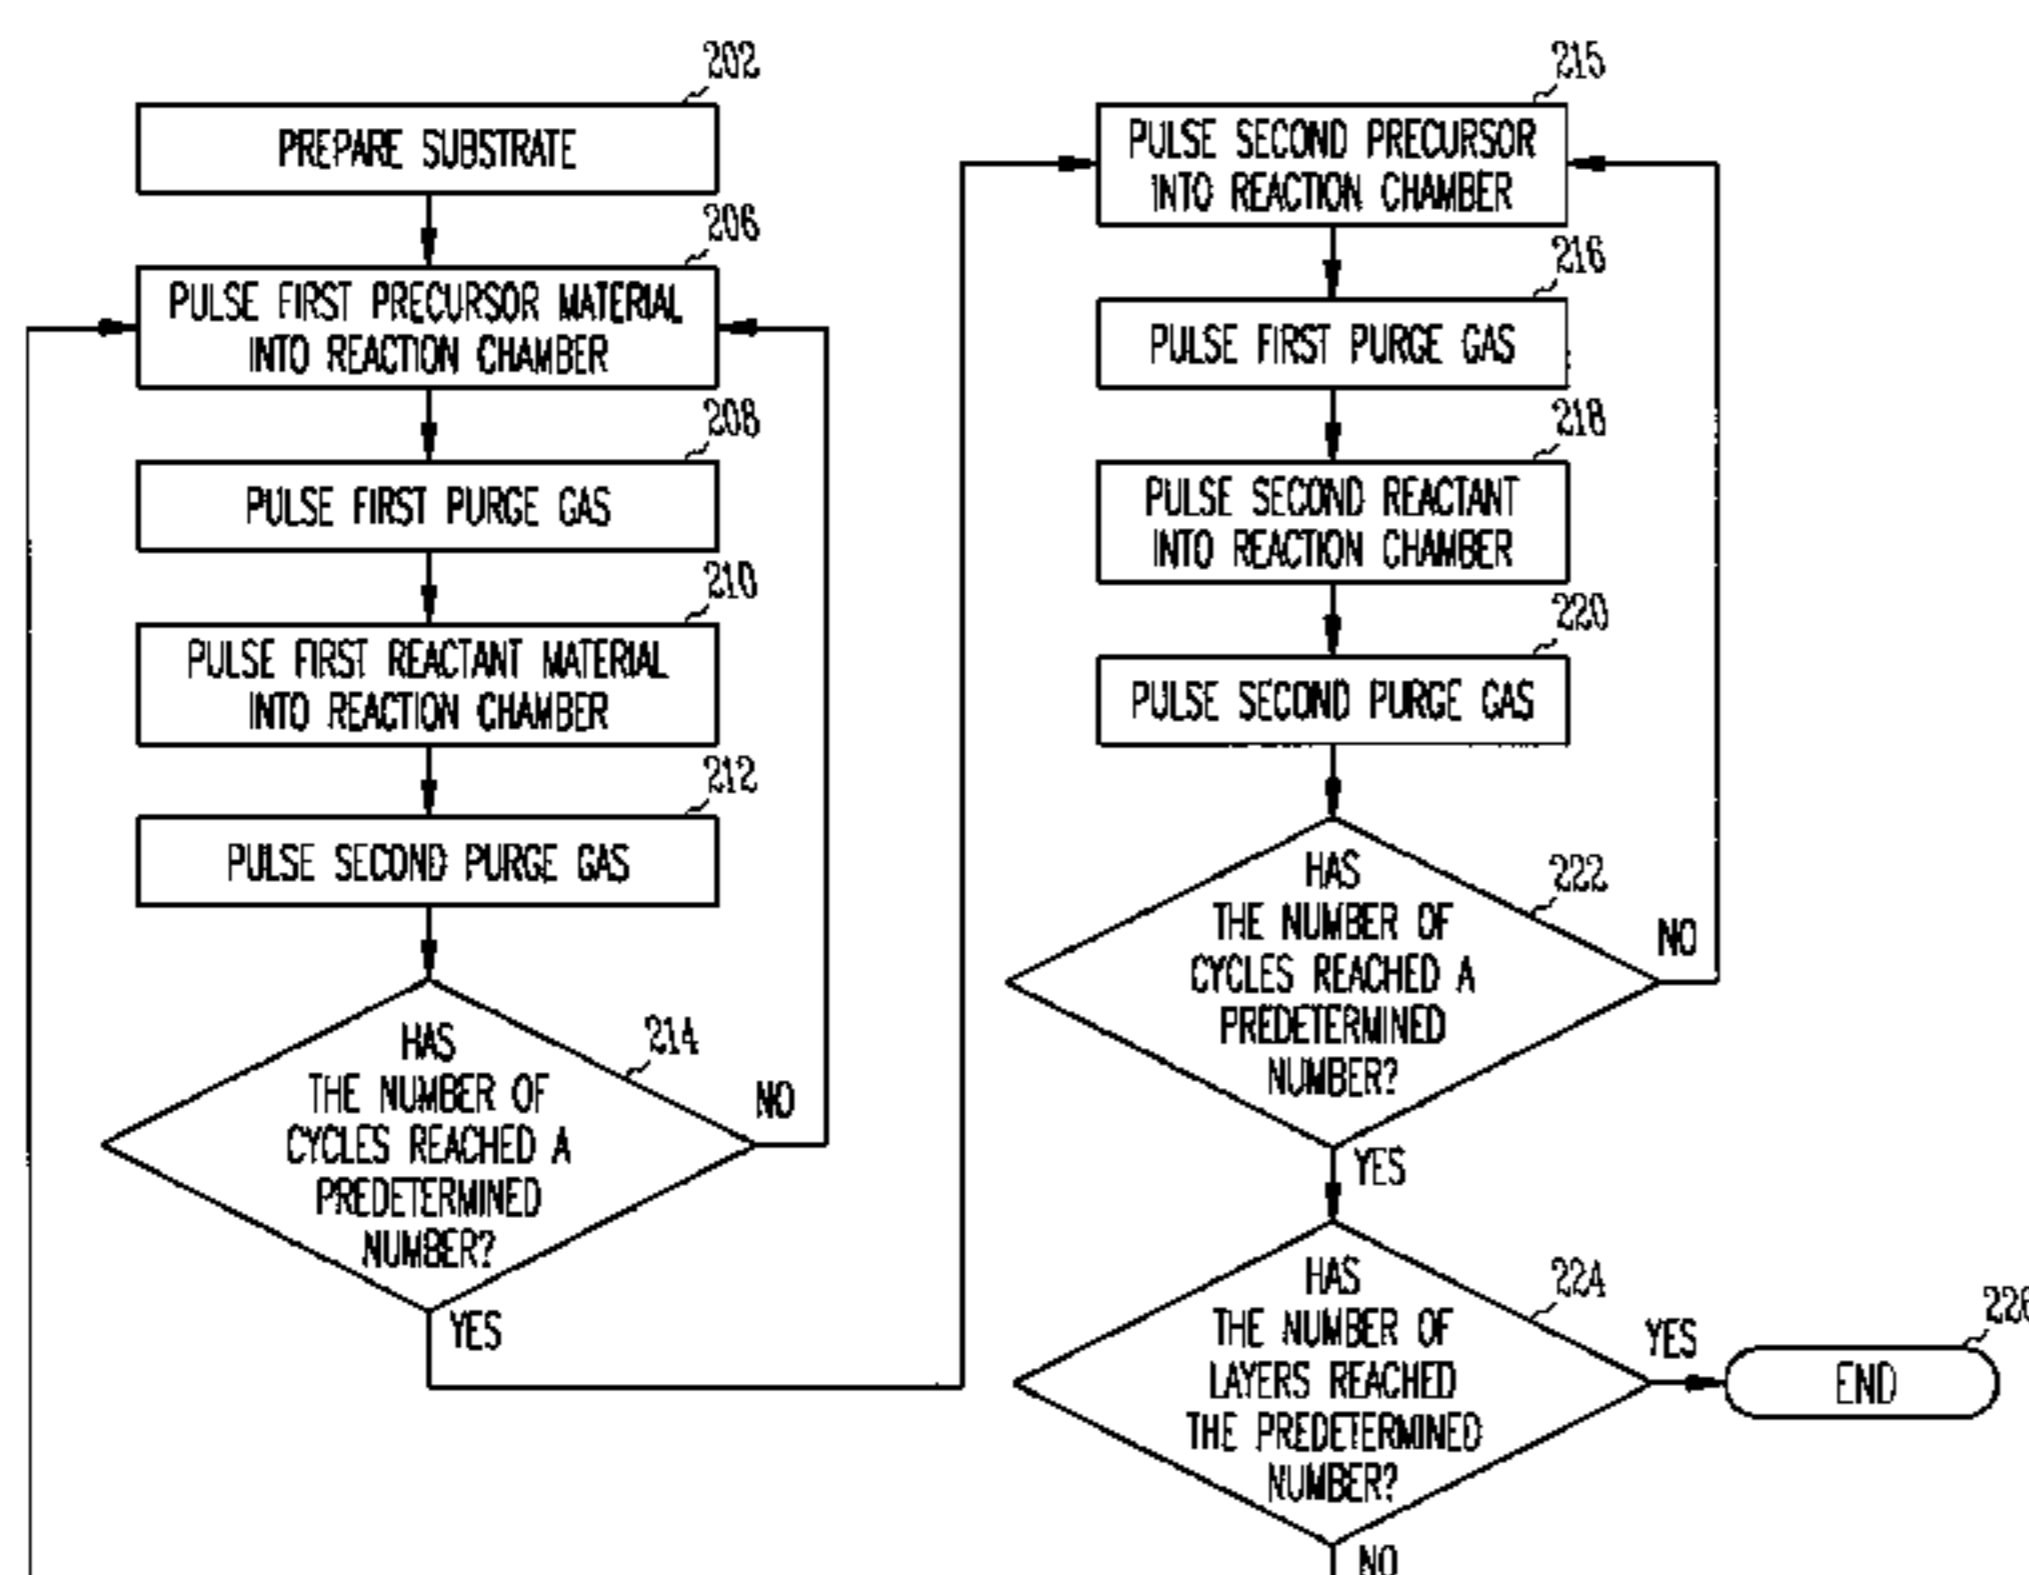 202
PREPARE SUBSTRATE
206
PULSE FIRST PRECURSOR MATERIAL
INTO REACTION CHAMBER
208
PULSE FIRST PURGE GAS
210
PULSE FIRST REACTANT MATERIAL
INTO REACTION CHAMBER
212
PULSE SECOND PURGE GAS
214
HAS
THE NUMBER OF
CYCLES REACHED A
PREDETERMINED
NUMBER?
NO
YES
215
PULSE SECOND PRECURSOR
INTO REACTION CHAMBER
216
PULSE FIRST PURGE GAS
218
PULSE SECOND REACTANT
INTO REACTION CHAMBER
220
PULSE SECOND PURGE GAS
222
HAS
THE NUMBER OF
CYCLES REACHED A
PREDETERMINED
NUMBER?
NO
YES
224
HAS
THE NUMBER OF
LAYERS REACHED
THE PREDETERMINED
NUMBER?
YES
END
NO